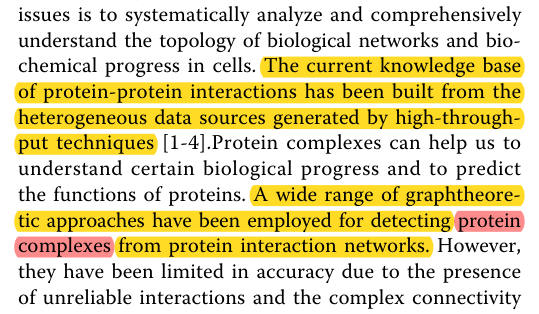 issues is to systematically analyze and comprehensively
understand the topology of biological networks and bio-
chemical progress in cells. The current knowledge base
of protein-protein interactions has been built from the
heterogeneous data sources generated by high-through-
put techniques [1-4].Protein complexes can help us to
understand certain biological progress and to predict
the functions of proteins. A wide range of graphtheore-
tic approaches have been employed for detecting protein
complexes from protein interaction networks. However,
they have been limited in accuracy due to the presence
of unreliable interactions and the complex connectivity